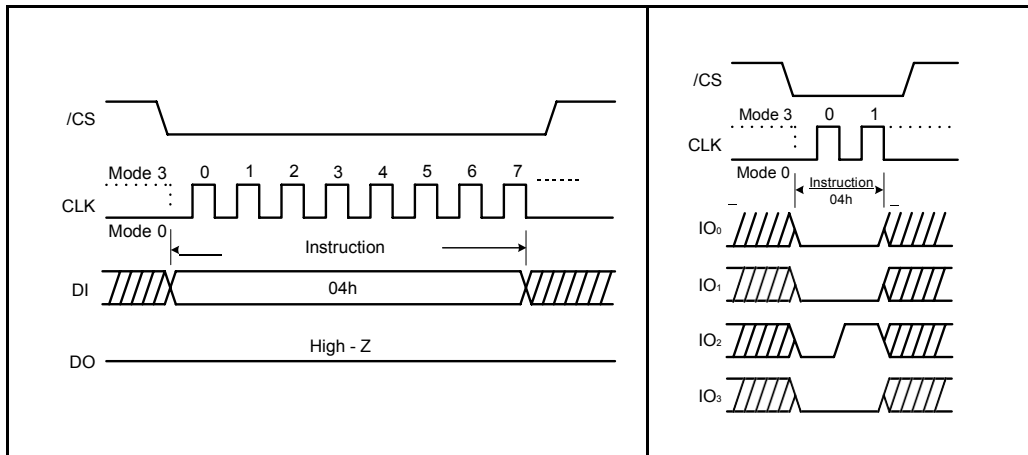 /CS
Mode 3 0 1 2 3 4 5 6 7
CLK
Mode 0
Instruction
DI 04h
High - Z
DO
/CS
Mode 3 0 1
CLK
Mode 0
Instruction
04h
IO₀
IO₁
IO₂
IO₃